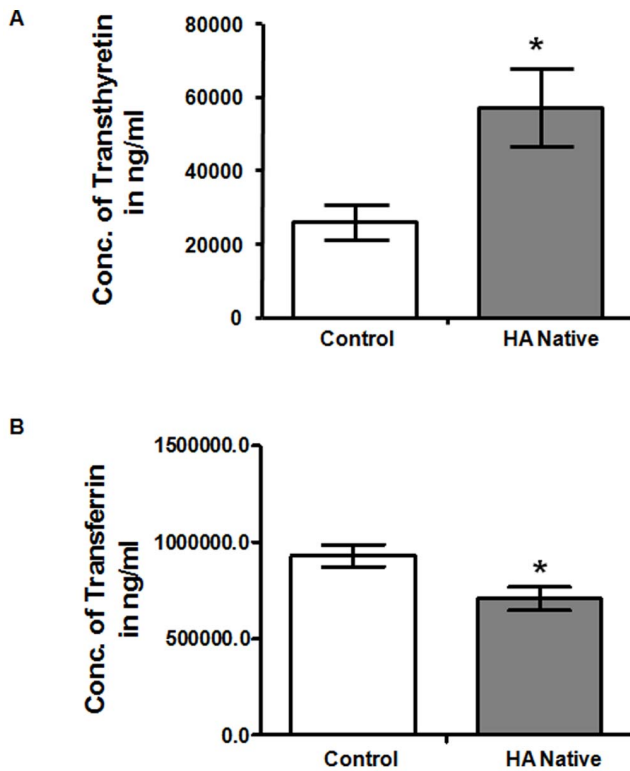 A
Conc. of Transthyretin
in ng/ml
80000
60000
40000
20000
0
*
Control
HA Native
B
Conc. of Transferrin
in ng/ml
1500000.0
1000000.0
500000.0
0.0
*
Control
HA Native